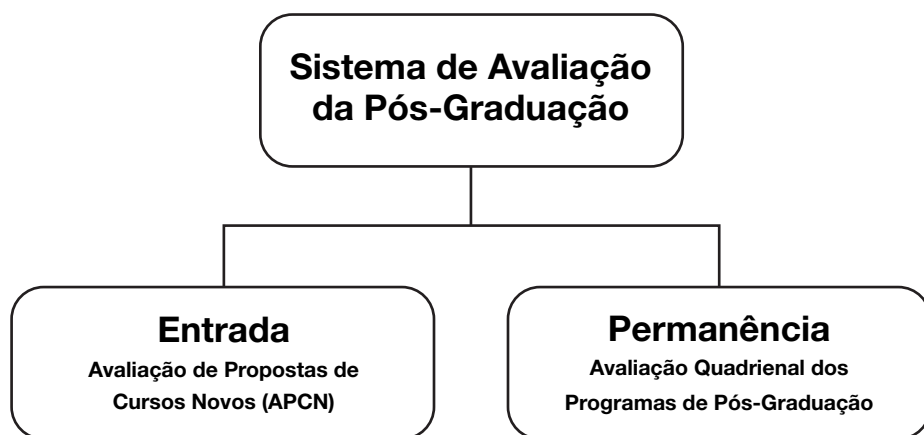 Sistema de Avaliação
da Pós-Graduação
Entrada
Avaliação de Propostas de
Cursos Novos (APCN)
Permanência
Avaliação Quadrienal dos
Programas de Pós-Graduação